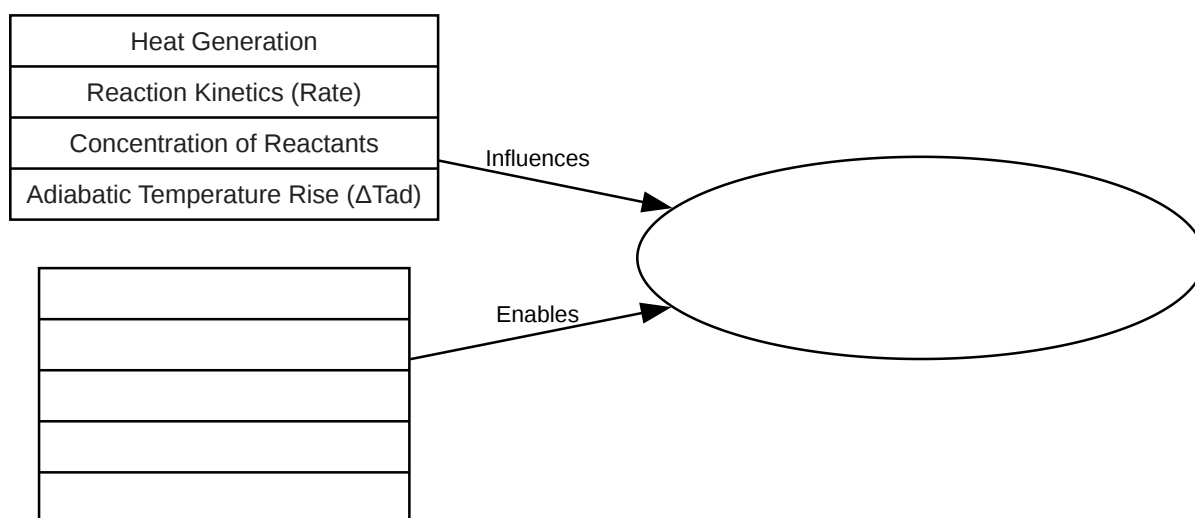 Heat Generation
Reaction Kinetics (Rate)
Concentration of Reactants
Adiabatic Temperature Rise (ΔTad)
Influences
Enables